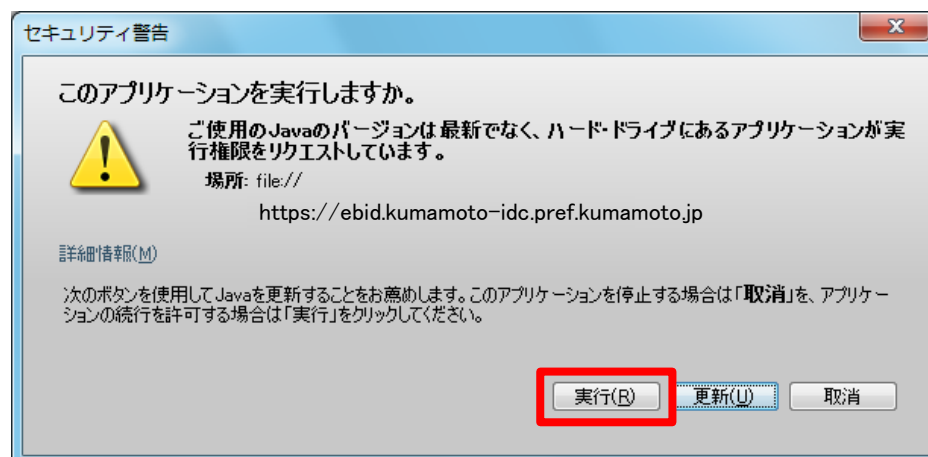 セキュリティ警告
このアプリケーションを実行しますか。
ご使用のJavaのバージョンは最新でなく、ハード・ドライブにあるアプリケーションが実
行権限をリクエストしています。
場所: file://
https://ebid.kumamoto-idc.pref.kumamoto.jp
詳細情報(M)
次のボタンを使用してJavaを更新することをお薦めします。このアプリケーションを停止する場合は「取消」を、アプリケー
ションの続行を許可する場合は「実行」をクリックしてください。
実行(R) 更新(U) 取消